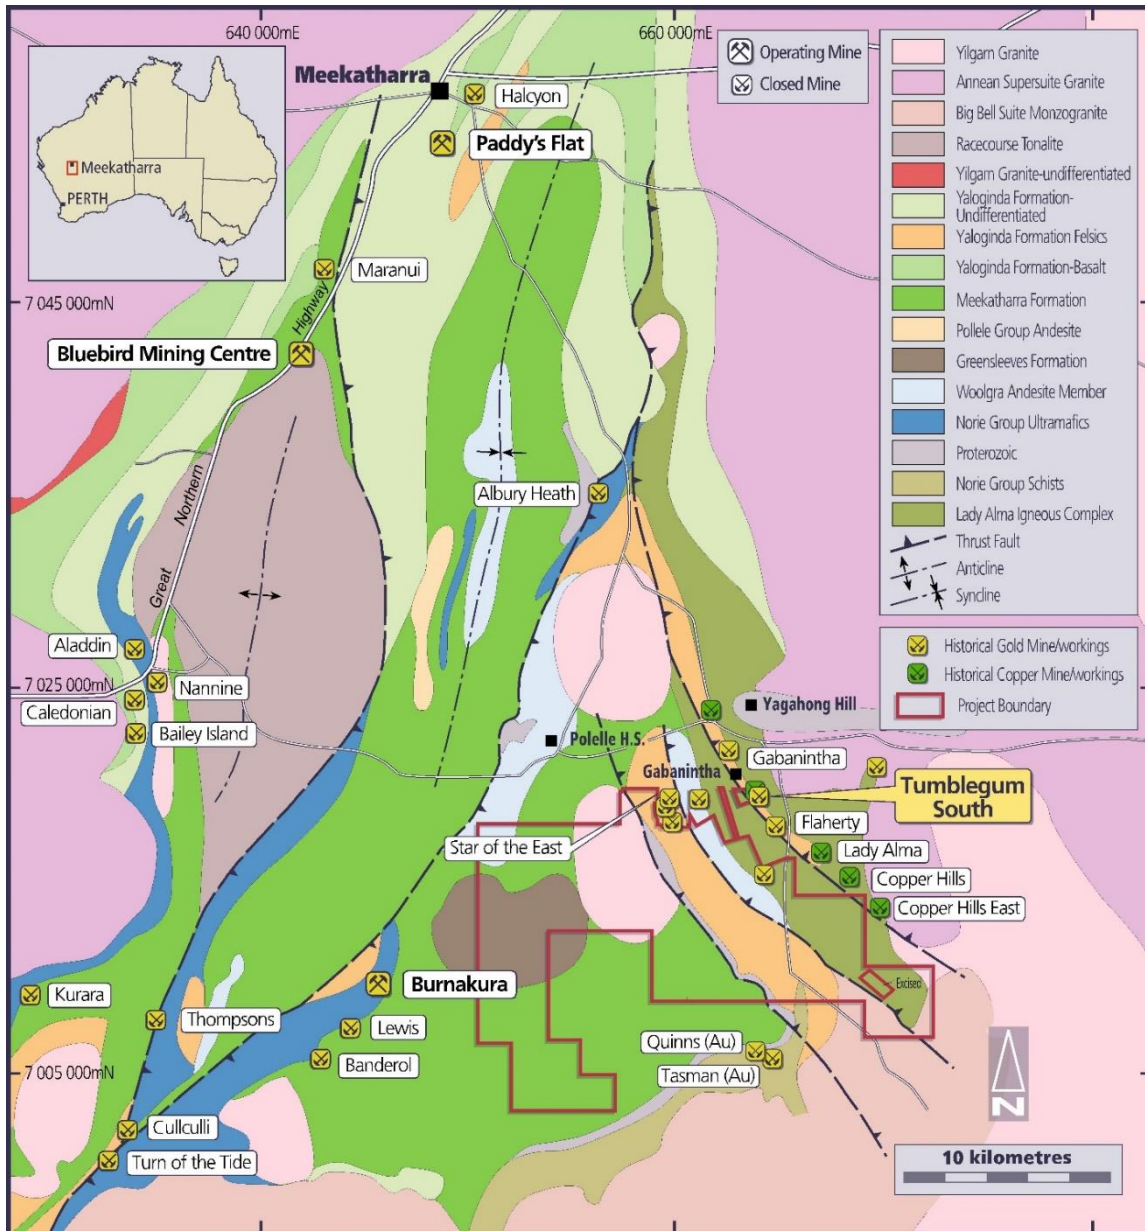 640 000mE
660 000mE
Meekatharra
PERTH
Meekatharra
Halcyon
Paddy's Flat
Operating Mine
Closed Mine
Yilgarn Granite
Annean Supersuite Granite
Big Bell Suite Monzogranite
Racecourse Tonalite
Yilgarn Granite-undifferentiated
Yaloginda Formation-
Undifferentiated
Yaloginda Formation Felsics
Yaloginda Formation-Basalt
Meekatharra Formation
Pollele Group Andesite
Greensleeves Formation
Woolgra Andesite Member
Norie Group Ultramafics
Proterozoic
Norie Group Schists
Lady Alma Igneous Complex
Thrust Fault
Anticline
Syncline
Historical Gold Mine/workings
Historical Copper Mine/workings
Project Boundary
Maranui
7 045 000mN
Highway
Bluebird Mining Centre
Northern
Albury Heath
Great
Aladdin
Nannine
7 025 000mN
Caledonian
Bailey Island
Yagahong Hill
Polelle H.S.
Gabanintha
Gabanintha
Tumblegum
South
Star of the East
Flaherty
Lady Alma
Copper Hills
Copper Hills East
Excised
Burnakura
Kurara
Thompsons
Lewis
Banderol
Quinns (Au)
Tasman (Au)
7 005 000mN
Cullculli
Turn of the Tide
N
10 kilometres